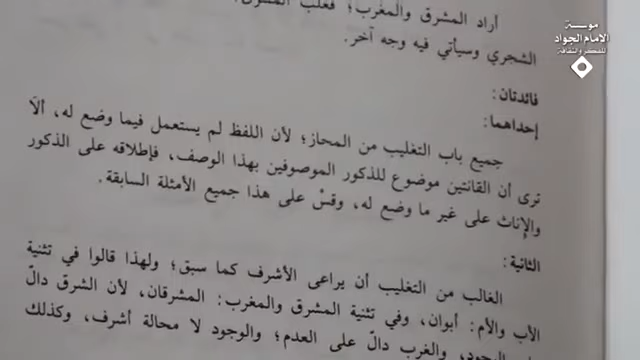 أراد المشرق والمغرب؛ فغلب
الشجري وسيأتي فيه وجه آخر.
فائدتان:
إحداهما:
جميع باب التغليب من المجاز؛ لأن اللفظ لم يستعمل فيما وضع له، ألا
ترى أن القانتين موضوع للذكور الموصوفين بهذا الوصف، فإطلاقه على الذكور
والإناث على غير ما وضع له، وقسْ على هذا جميع الأمثلة السابقة.
الثانية:
الغالب من التغليب أن يراعى الأشرف كما سبق؛ ولهذا قالوا في تثنية
الأب والأم: أبوان، وفي تثنية المشرق والمغرب: المشرقان، لأن الشرق دالّ
الوجود، والغرب دالّ على العدم؛ والوجود لا محالة أشرف، وكذلك
مؤسسة
الامام الجواد
للفكر والثقافة